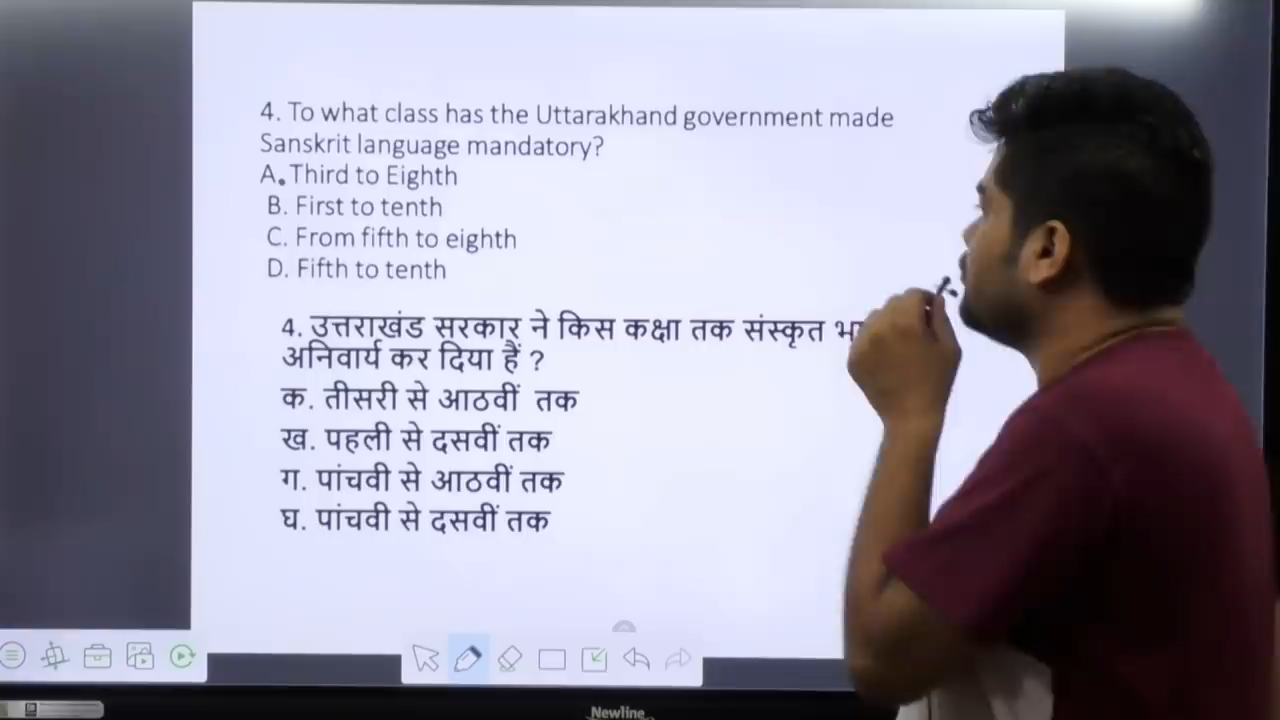 4. To what class has the Uttarakhand government made
Sanskrit language mandatory?
A. Third to Eighth
B. First to tenth
C. From fifth to eighth
D. Fifth to tenth
4. उत्तराखंड सरकार ने किस कक्षा तक संस्कृत
अनिवार्य कर दिया हैं ?
क. तीसरी से आठवीं तक
ख. पहली से दसवीं तक
ग. पांचवी से आठवीं तक
घ. पांचवी से दसवीं तक
Newline